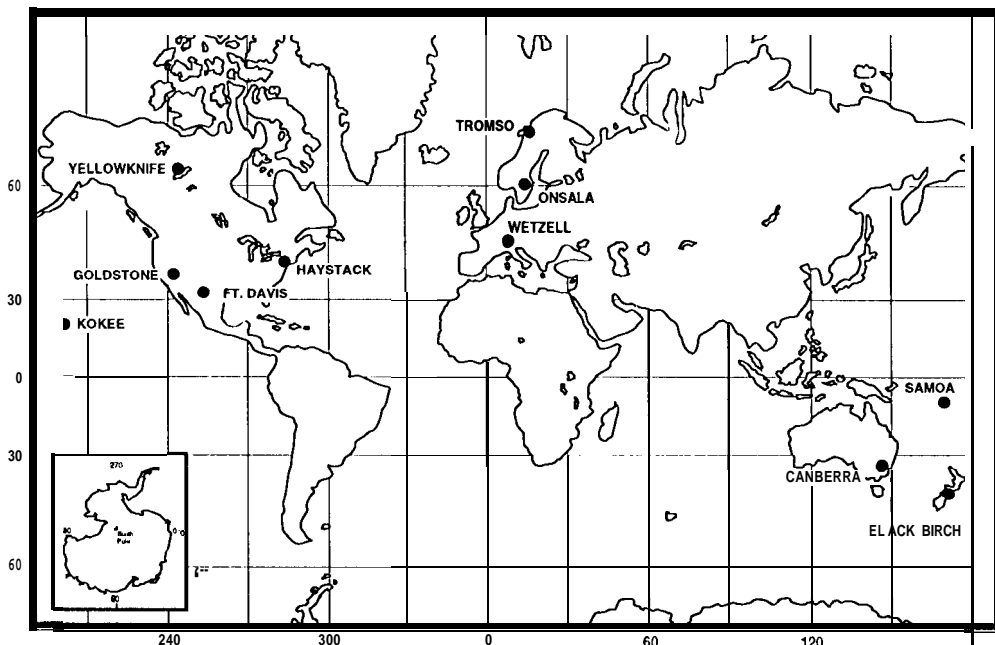 TROMSO
YELLOWKNIFE
60
ONSALA
WETZELL
GOLDSTONE
HAYSTACK
FT. DAVIS
30
KOKEE
0
SAMOA
30
CANBERRA
270
EL ACK BIRCH
South
Pole
60
240
300
0
60
120